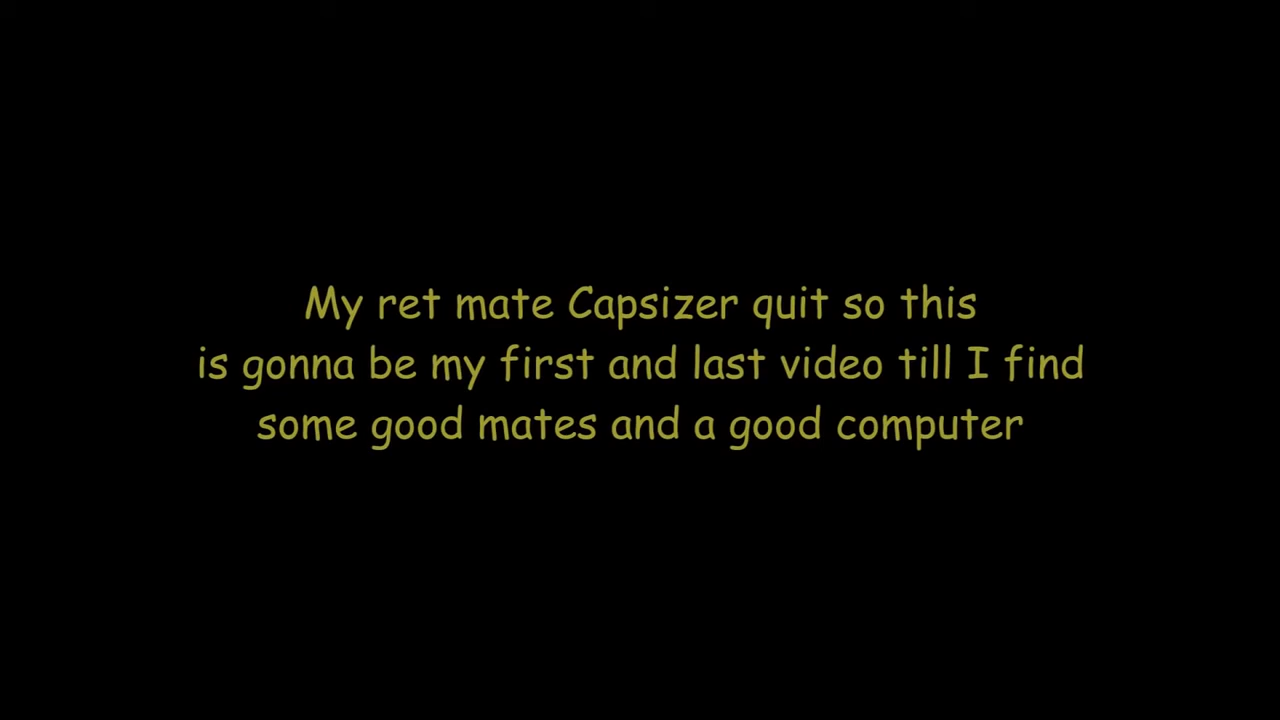 My ret mate Capsizer quit so this
is gonna be my first and last video till I find
some good mates and a good computer